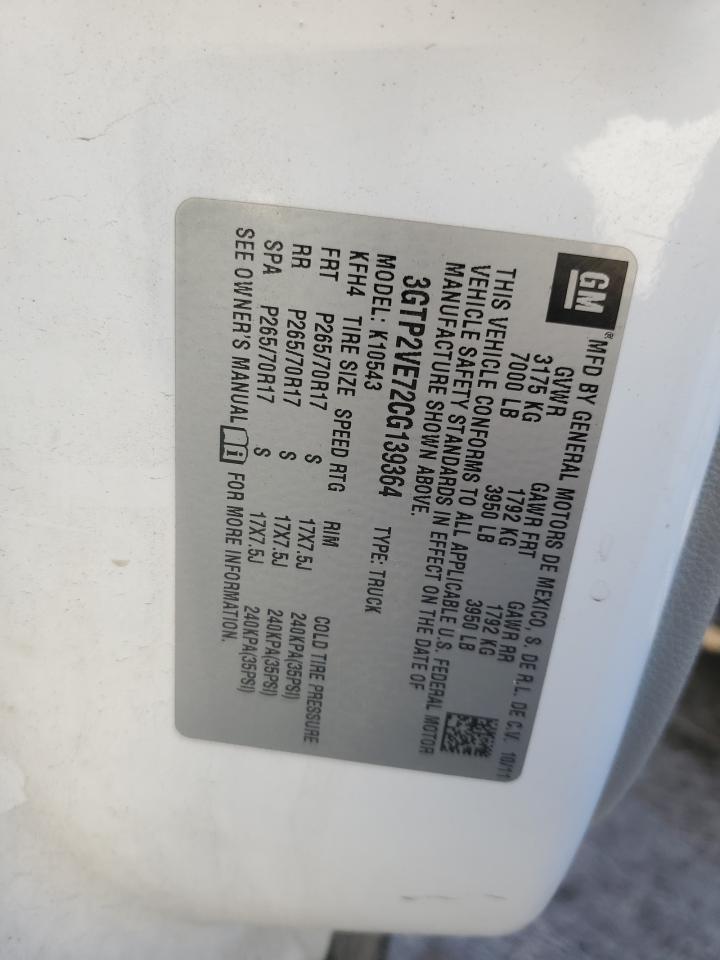 GM® MFD BY GENERAL MOTORS DE MEXICO, S. DE R.L. DE C.V. 10/11
GVWR GAWR FRT GAWR RR
3175 KG 1792 KG 1792 KG
7000 LB 3950 LB 3950 LB
THIS VEHICLE CONFORMS TO ALL APPLICABLE U.S. FEDERAL MOTOR
VEHICLE SAFETY STANDARDS IN EFFECT ON THE DATE OF
MANUFACTURE SHOWN ABOVE.
3GTP2VE72CG139364 TYPE: TRUCK
MODEL: K10543
KFH4 TIRE SIZE SPEED RTG RIM COLD TIRE PRESSURE
FRT P265/70R17 S 17X7.5J 240KPA(35PSI)
RR P265/70R17 S 17X7.5J 240KPA(35PSI)
SPA P265/70R17 S 17X7.5J 240KPA(35PSI)
SEE OWNER'S MANUAL i FOR MORE INFORMATION.